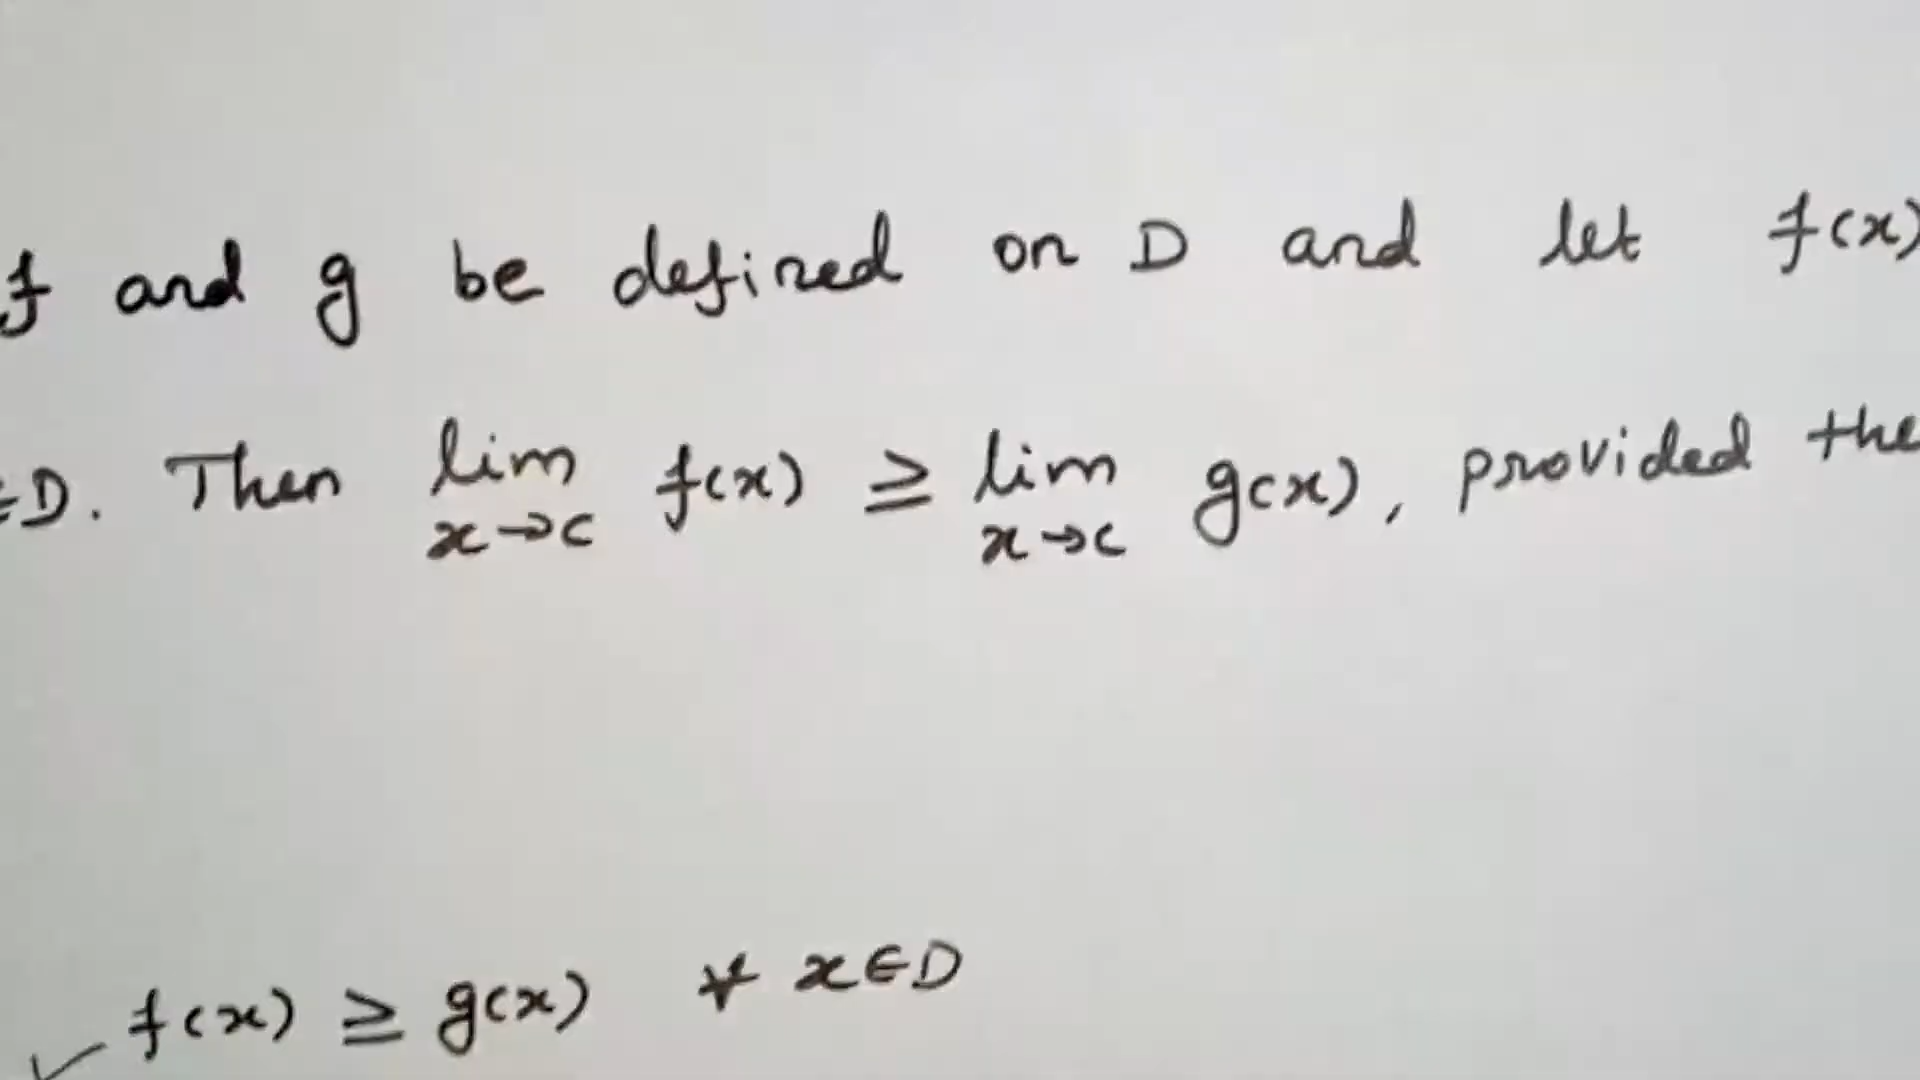 f and g be defined on D and let f(x)
∈D. Then lim f(x) ≥ lim g(x), provided the
x→c x→c
f(x) ≥ g(x) ∀ x∈D